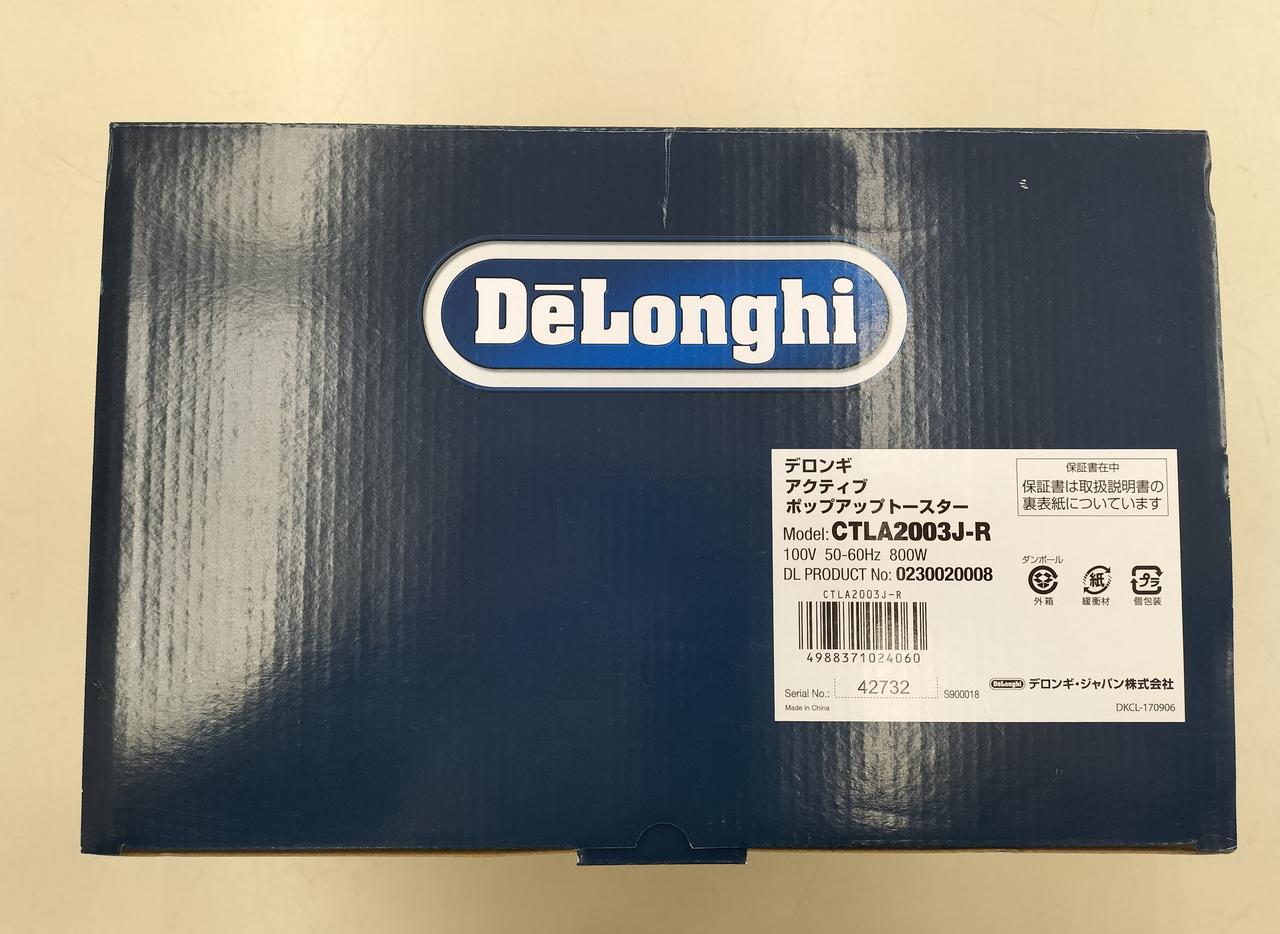 DēLonghi
デロンギ
アクティブ
ポップアップトースター
Model: CTLA2003J-R
100V 50-60Hz 800W
DL PRODUCT No: 0230020008
CTLA2003J-R
4988371024060
Serial No.: 42732 S900018
Made in China
保証書在中
保証書は取扱説明書の
裏表紙についています
ダンボール
紙 プラ
外箱 緩衝材 個包装
DēLonghi デロンギ・ジャパン株式会社
DKCL-170906